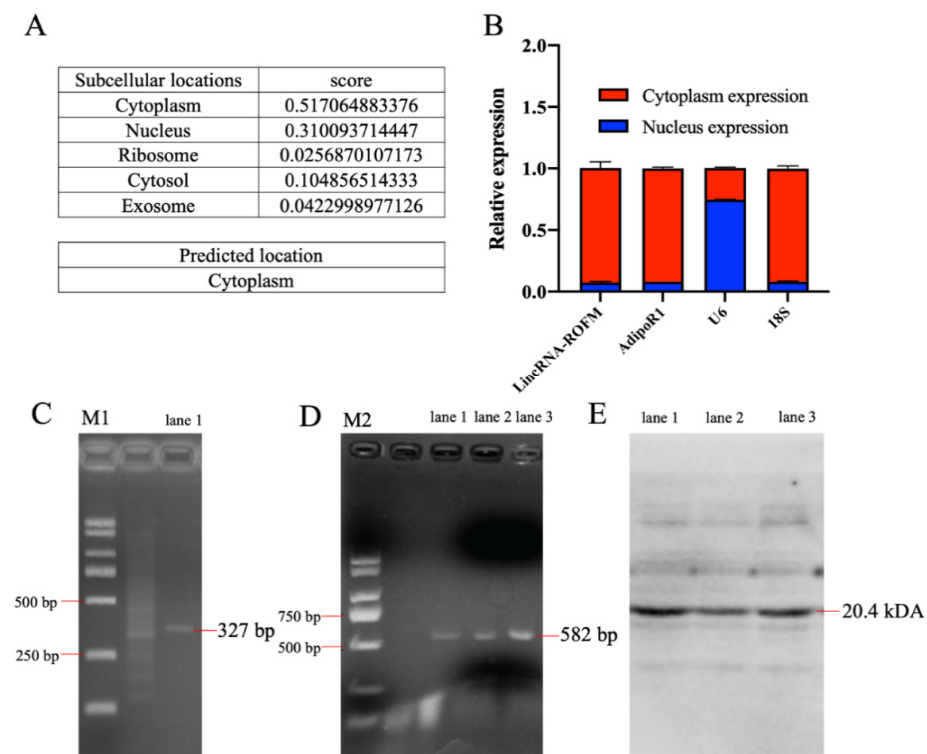 A
Subcellular locations score
Cytoplasm 0.517064883376
Nucleus 0.310093714447
Ribosome 0.0256870107173
Cytosol 0.104856514333
Exosome 0.0422998977126
Predicted location
Cytoplasm
B
2.0
1.5
1.0
0.5
0.0
Relative expression
Cytoplasm expression
Nucleus expression
LincRNA-ROFM
AdipoR1
U6
18S
C
M1 lane 1
500 bp
327 bp
250 bp
D
M2 lane 1 lane 2 lane 3
750 bp
582 bp
500 bp
E
lane 1 lane 2 lane 3
20.4 kDA